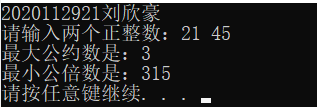 2020112921刘欣豪
请输入两个正整数：21 45
最大公约数是：3
最小公倍数是：315
请按任意键继续. . .